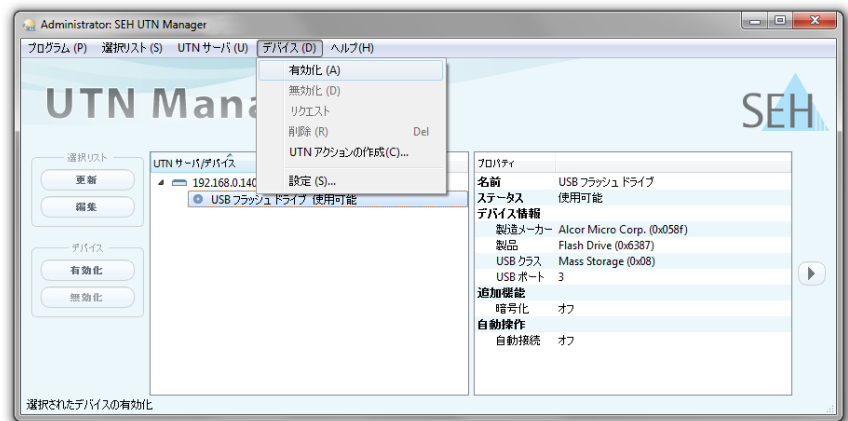 Administrator: SEH UTN Manager
プログラム (P) 選択リスト (S) UTN サーバ (U) デバイス (D) ヘルプ(H)
有効化 (A)
無効化 (D)
リクエスト
削除 (R) Del
UTN アクションの作成(C)...
設定 (S)...
UTN Mana
SEH
選択リスト
更新
編集
デバイス
有効化
無効化
UTN サーバ/デバイス
192.168.0.140
USB フラッシュ ドライブ 使用可能
プロパティ
名前 USB フラッシュ ドライブ
ステータス 使用可能
デバイス情報
製造メーカー Alcor Micro Corp. (0x058f)
製品 Flash Drive (0x6387)
USB クラス Mass Storage (0x08)
USB ポート 3
追加機能
暗号化 オフ
自動操作
自動接続 オフ
選択されたデバイスの有効化